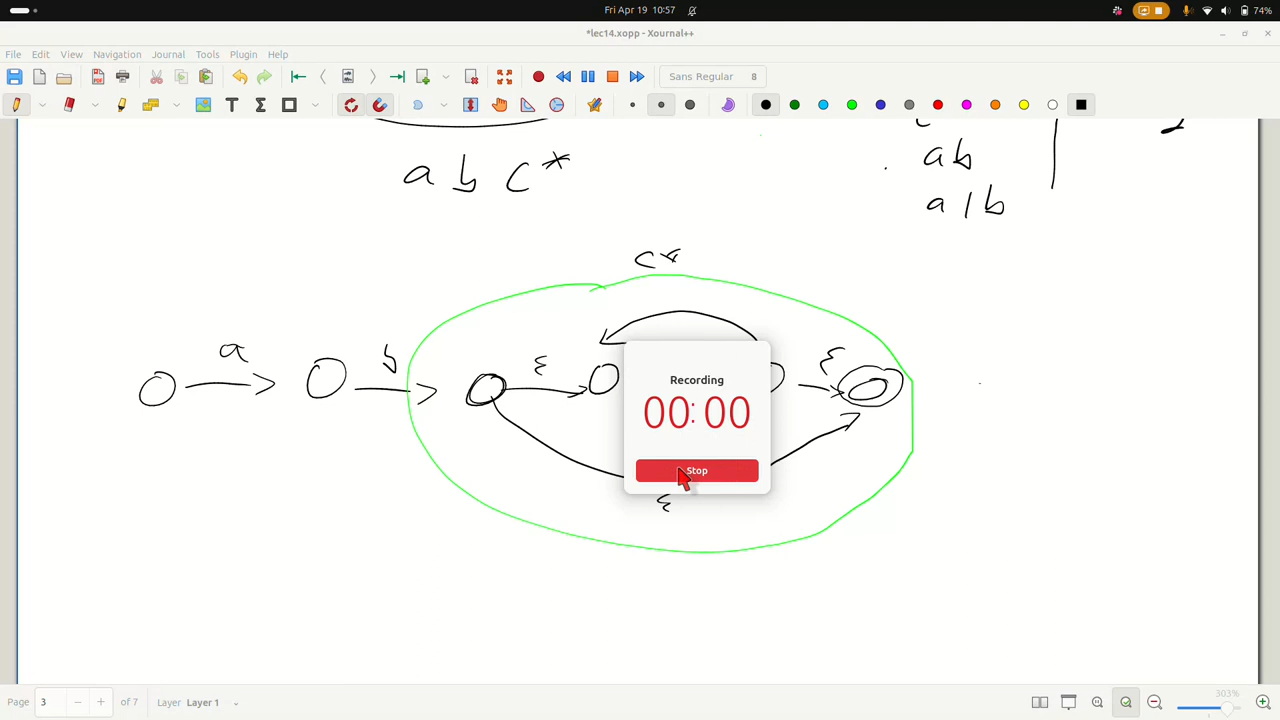 Fri Apr 19 10:57
74%
*lec14.xopp - Xournal++
File Edit View Navigation Journal Tools Plugin Help
Sans Regular 8
a b c*
ab
a | b
c*
a
b
ε
ε
Recording
00:00
Stop
ε
Page 3 of 7 Layer Layer 1
303%